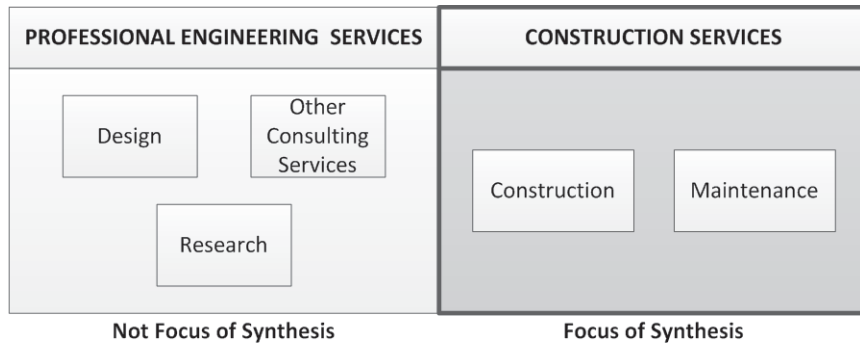 PROFESSIONAL ENGINEERING SERVICES
CONSTRUCTION SERVICES
Design
Other
Consulting
Services
Research
Construction
Maintenance
Not Focus of Synthesis
Focus of Synthesis